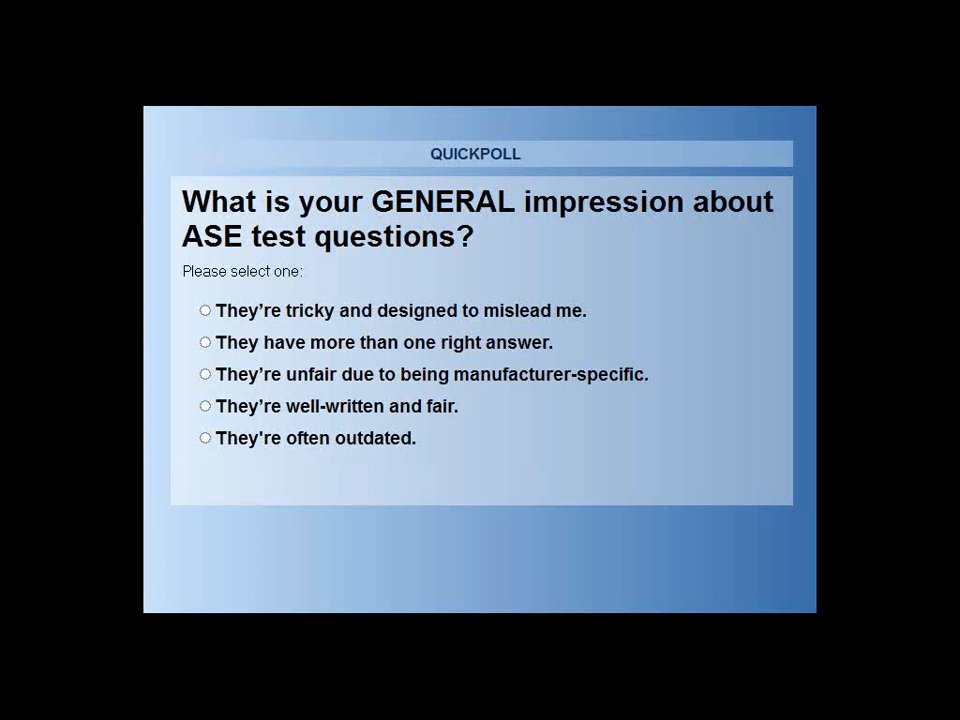 QUICKPOLL
What is your GENERAL impression about
ASE test questions?
Please select one:
They’re tricky and designed to mislead me.
They have more than one right answer.
They’re unfair due to being manufacturer-specific.
They’re well-written and fair.
They're often outdated.